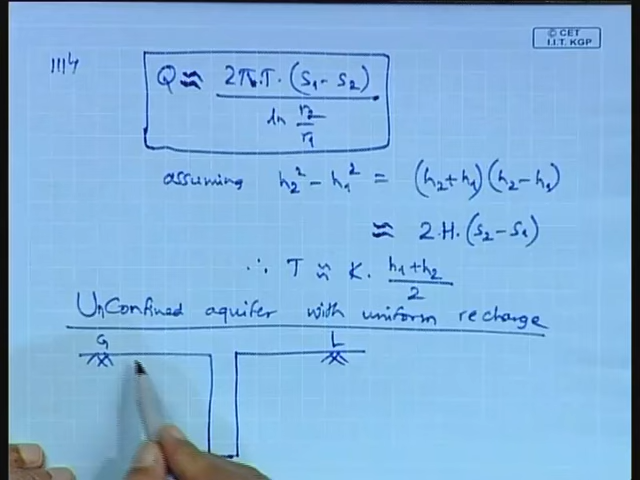 © CET
I.I.T. KGP
111ly
Q ≈ 2π.T.(s1 - s2) / ln r2/r1
assuming h2² - h1² = (h2+h1)(h2-h1)
≈ 2.H.(s2 - s1)
∴ T ≈ K. h1+h2 / 2
UnConfined aquifer with uniform recharge
G L